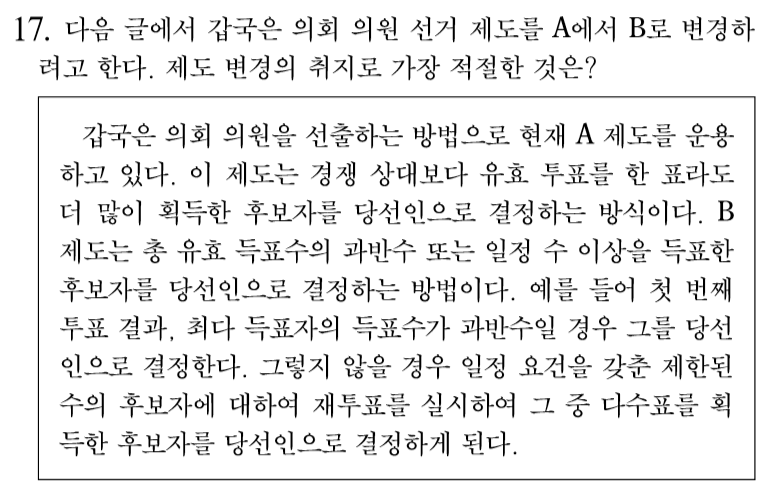 17. 다음 글에서 갑국은 의회 의원 선거 제도를 A에서 B로 변경하
려고 한다. 제도 변경의 취지로 가장 적절한 것은?
갑국은 의회 의원을 선출하는 방법으로 현재 A 제도를 운용
하고 있다. 이 제도는 경쟁 상대보다 유효 투표를 한 표라도
더 많이 획득한 후보자를 당선인으로 결정하는 방식이다. B
제도는 총 유효 득표수의 과반수 또는 일정 수 이상을 득표한
후보자를 당선인으로 결정하는 방법이다. 예를 들어 첫 번째
투표 결과, 최다 득표자의 득표수가 과반수일 경우 그를 당선
인으로 결정한다. 그렇지 않을 경우 일정 요건을 갖춘 제한된
수의 후보자에 대하여 재투표를 실시하여 그 중 다수표를 획
득한 후보자를 당선인으로 결정하게 된다.